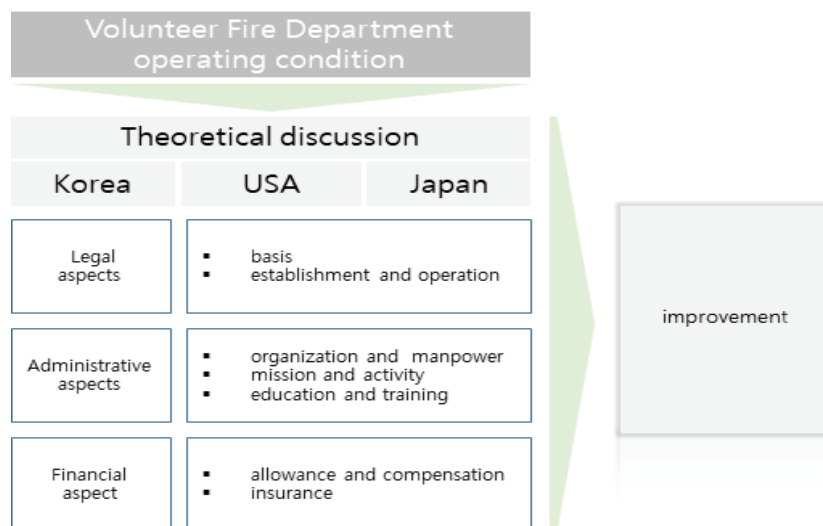 Volunteer Fire Department
operating condition
Theoretical discussion
Korea
USA
Japan
Legal
aspects
▪ basis
▪ establishment and operation
Administrative
aspects
▪ organization and manpower
▪ mission and activity
▪ education and training
Financial
aspect
▪ allowance and compensation
▪ insurance
improvement